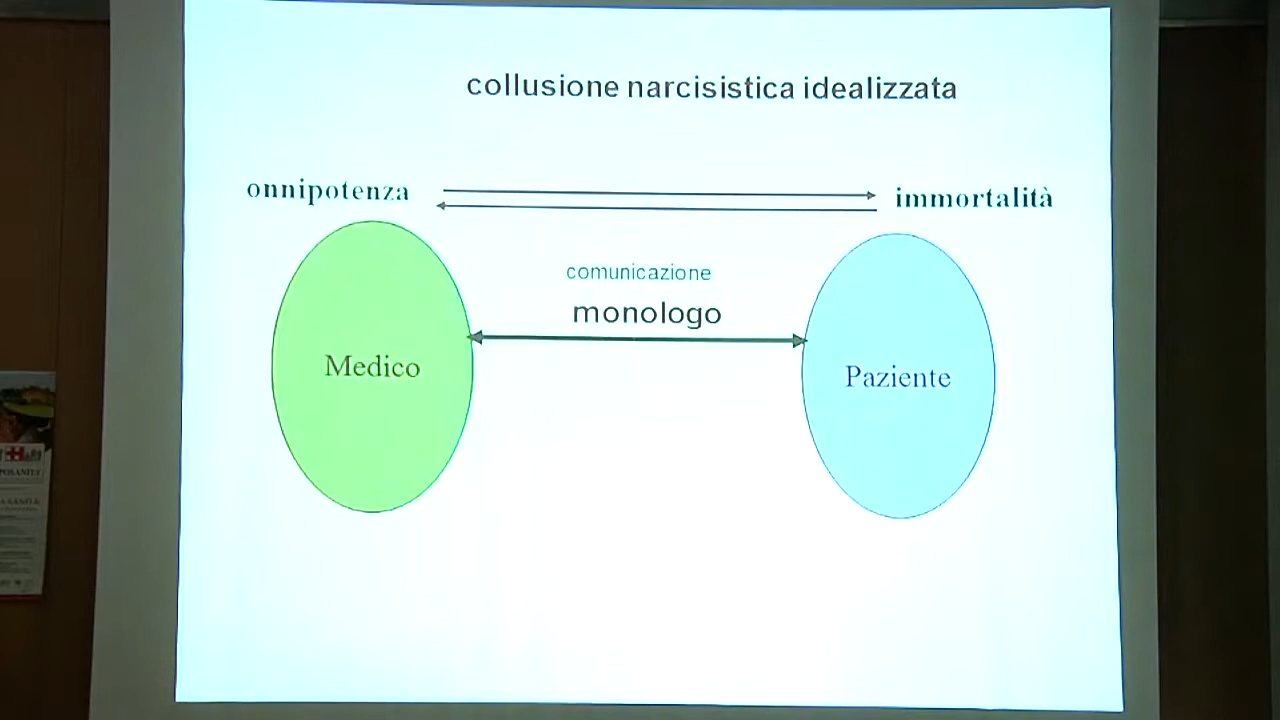 collusione narcisistica idealizzata
onnipotenza
immortalità
comunicazione
monologo
Medico
Paziente